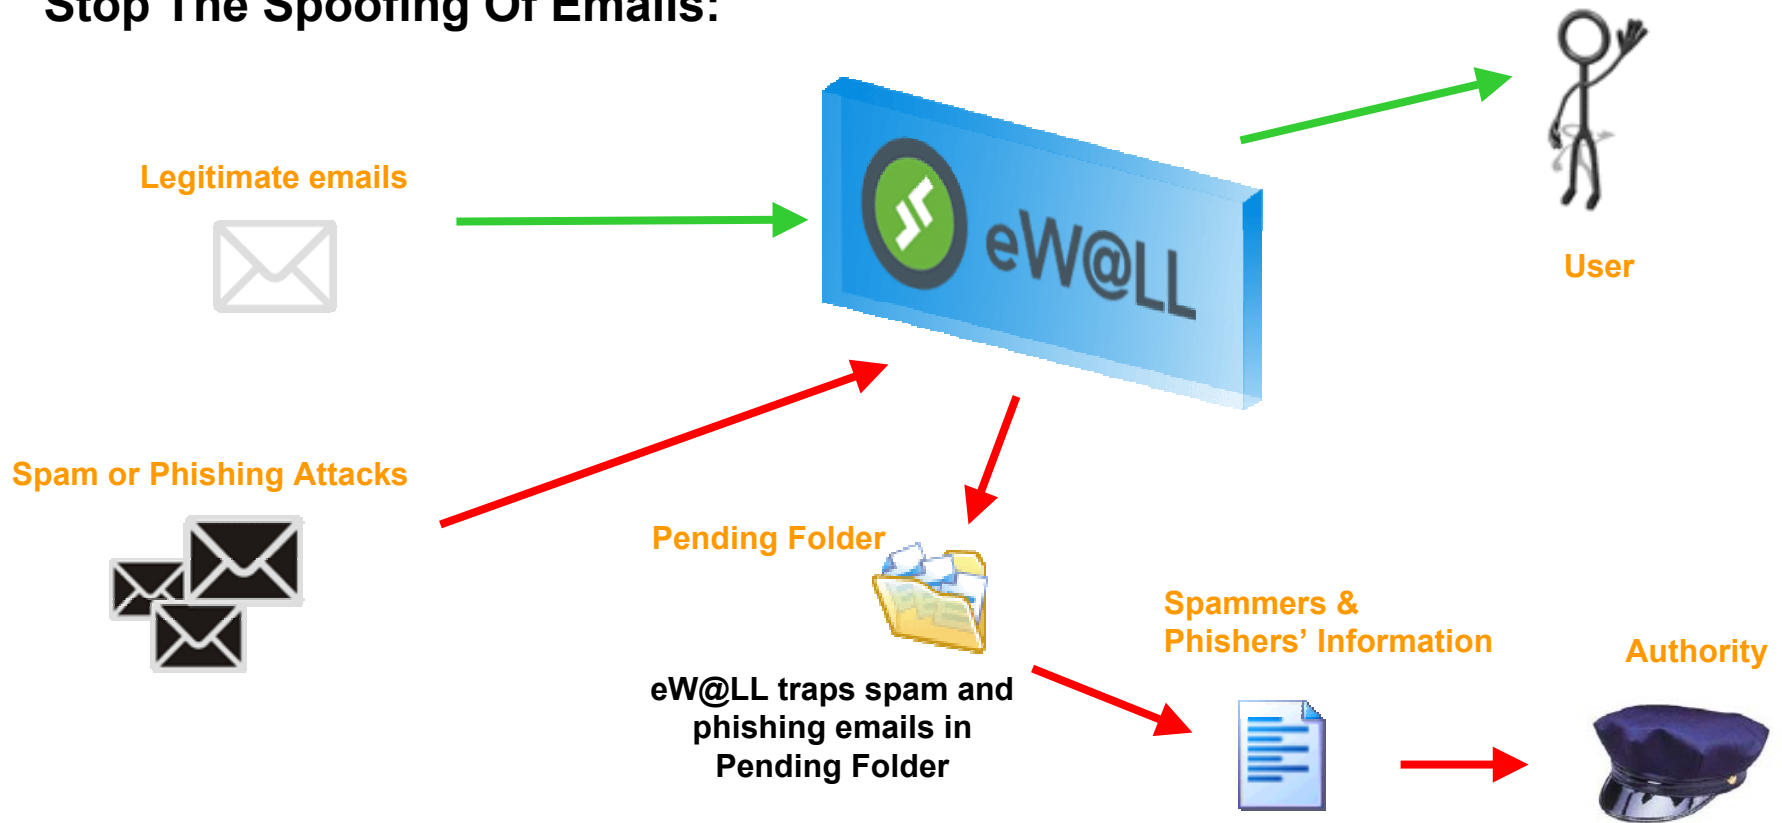 Stop The Spoofing Of Emails:
Legitimate emails
eW@LL
User
Spam or Phishing Attacks
Pending Folder
eW@LL traps spam and
phishing emails in
Pending Folder
Spammers &
Phishers’ Information
Authority